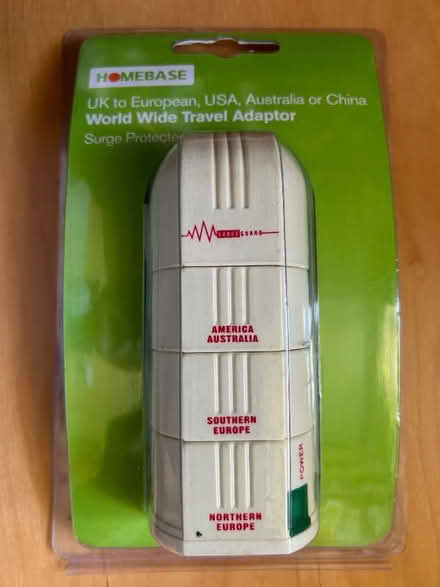 HOMEBASE
UK to European, USA, Australia or China
World Wide Travel Adaptor
Surge Protected
SURGE GUARD
AMERICA
AUSTRALIA
SOUTHERN
EUROPE
POWER
NORTHERN
EUROPE